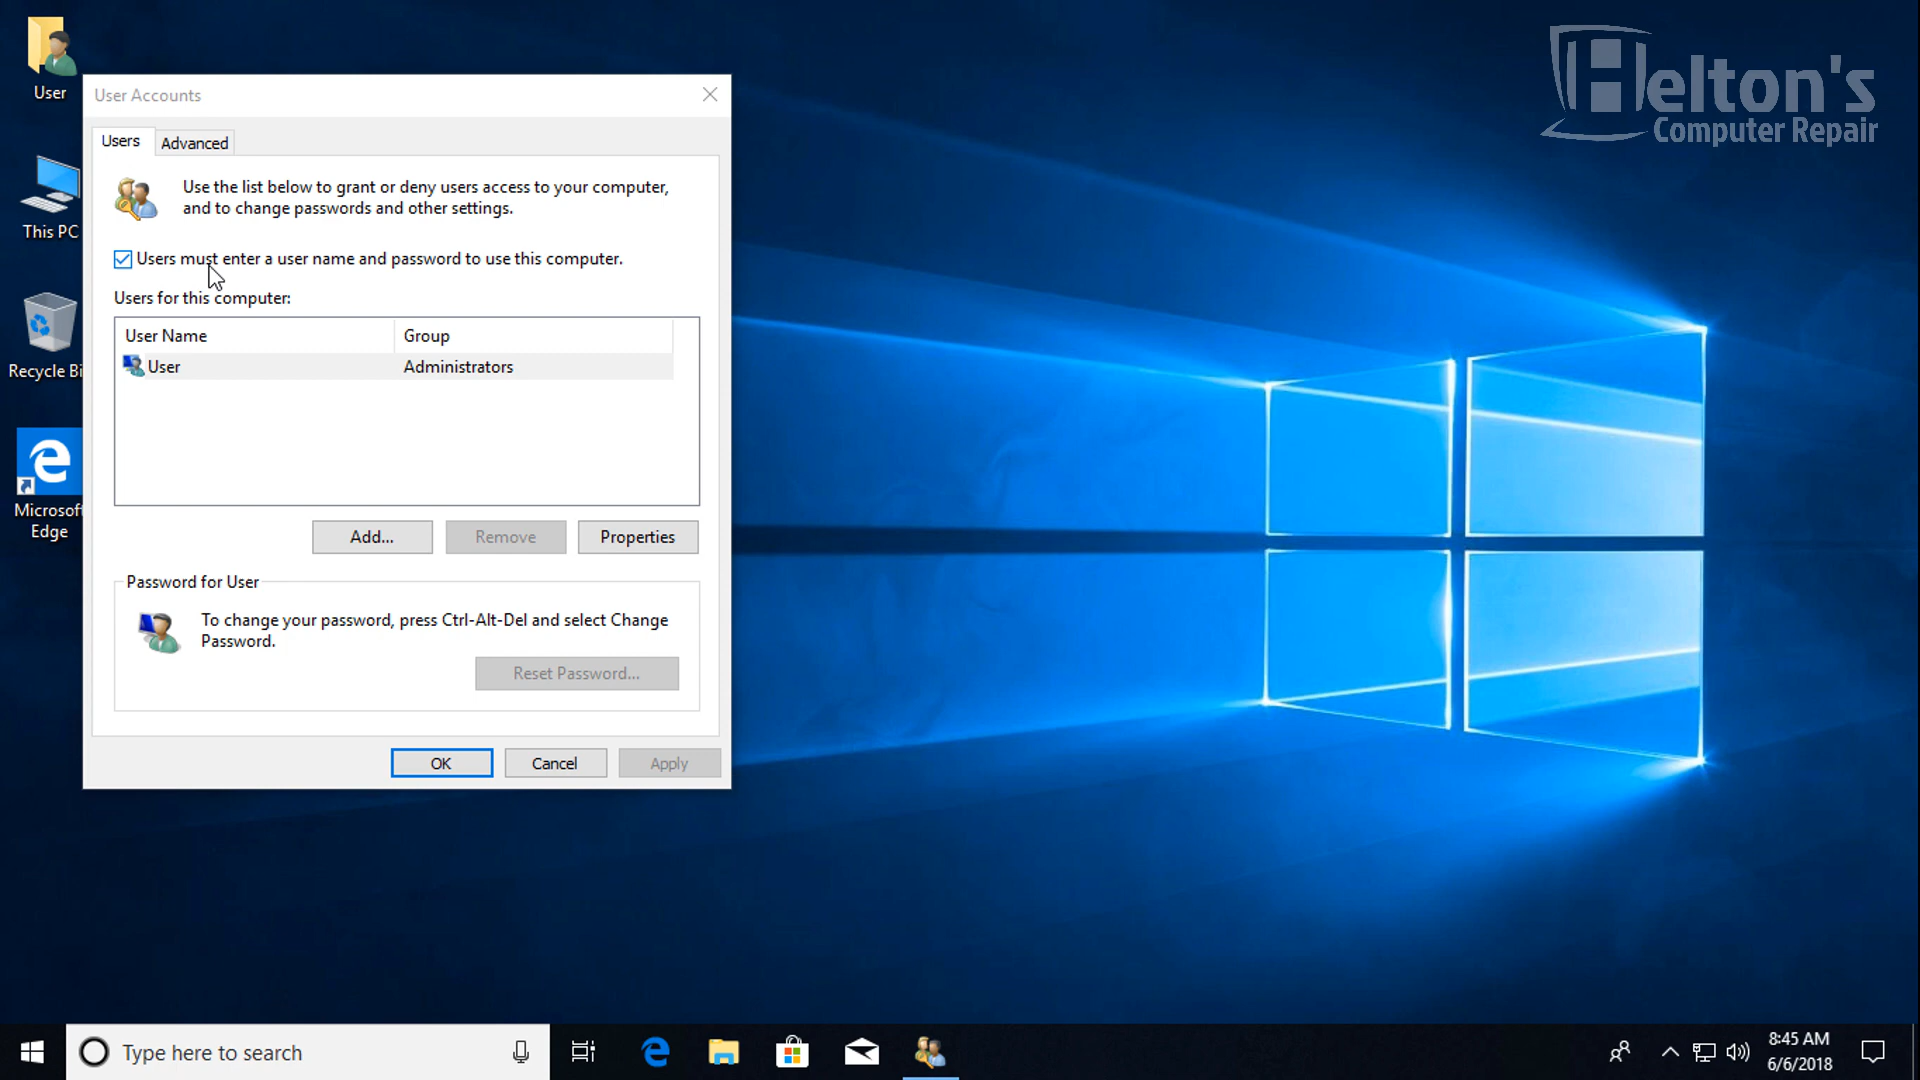 User
This PC
Recycle Bi
Microsoft
Edge
User Accounts
Users
Advanced
Use the list below to grant or deny users access to your computer,
and to change passwords and other settings.
Users must enter a user name and password to use this computer.
Users for this computer:
User Name
Group
User
Administrators
Add...
Remove
Properties
Password for User
To change your password, press Ctrl-Alt-Del and select Change
Password.
Reset Password...
OK
Cancel
Apply
Helton's
Computer Repair
Type here to search
8:45 AM
6/6/2018